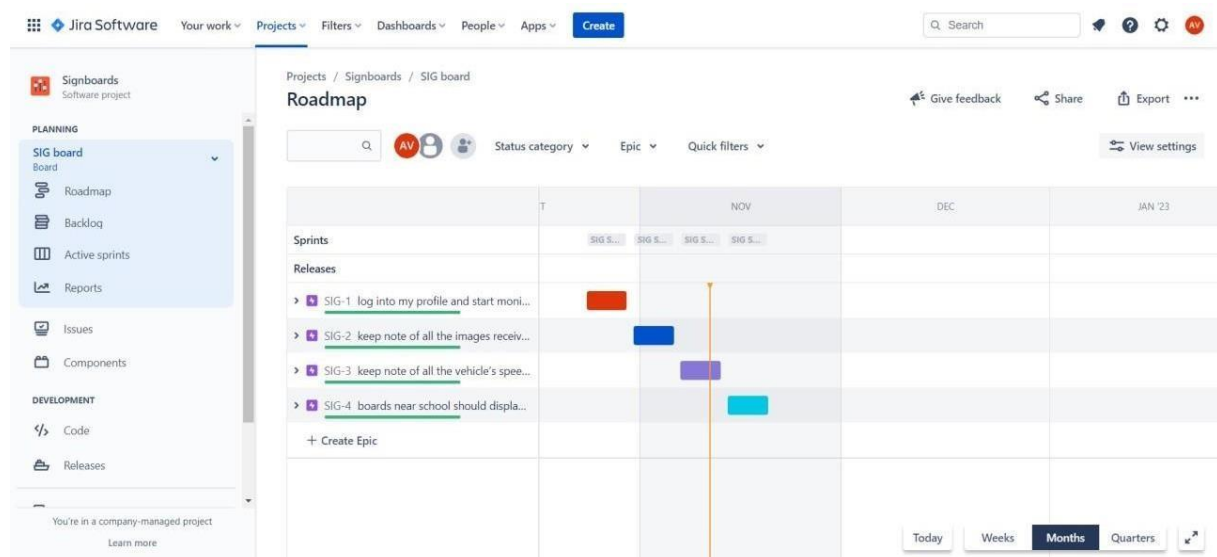 Jira Software Your work Projects Filters Dashboards People Apps Create Search AV
Signboards
Software project
PLANNING
SIG board
Board
Roadmap
Backlog
Active sprints
Reports
Issues
Components
DEVELOPMENT
Code
Releases
You're in a company-managed project
Learn more
Projects / Signboards / SIG board
Roadmap
Give feedback Share Export
AV Status category Epic Quick filters View settings
T NOV DEC JAN '23
Sprints SIG S... SIG S... SIG S... SIG S...
Releases
SIG-1 log into my profile and start moni...
SIG-2 keep note of all the images receiv...
SIG-3 keep note of all the vehicle's spee...
SIG-4 boards near school should displa...
+ Create Epic
Today Weeks Months Quarters